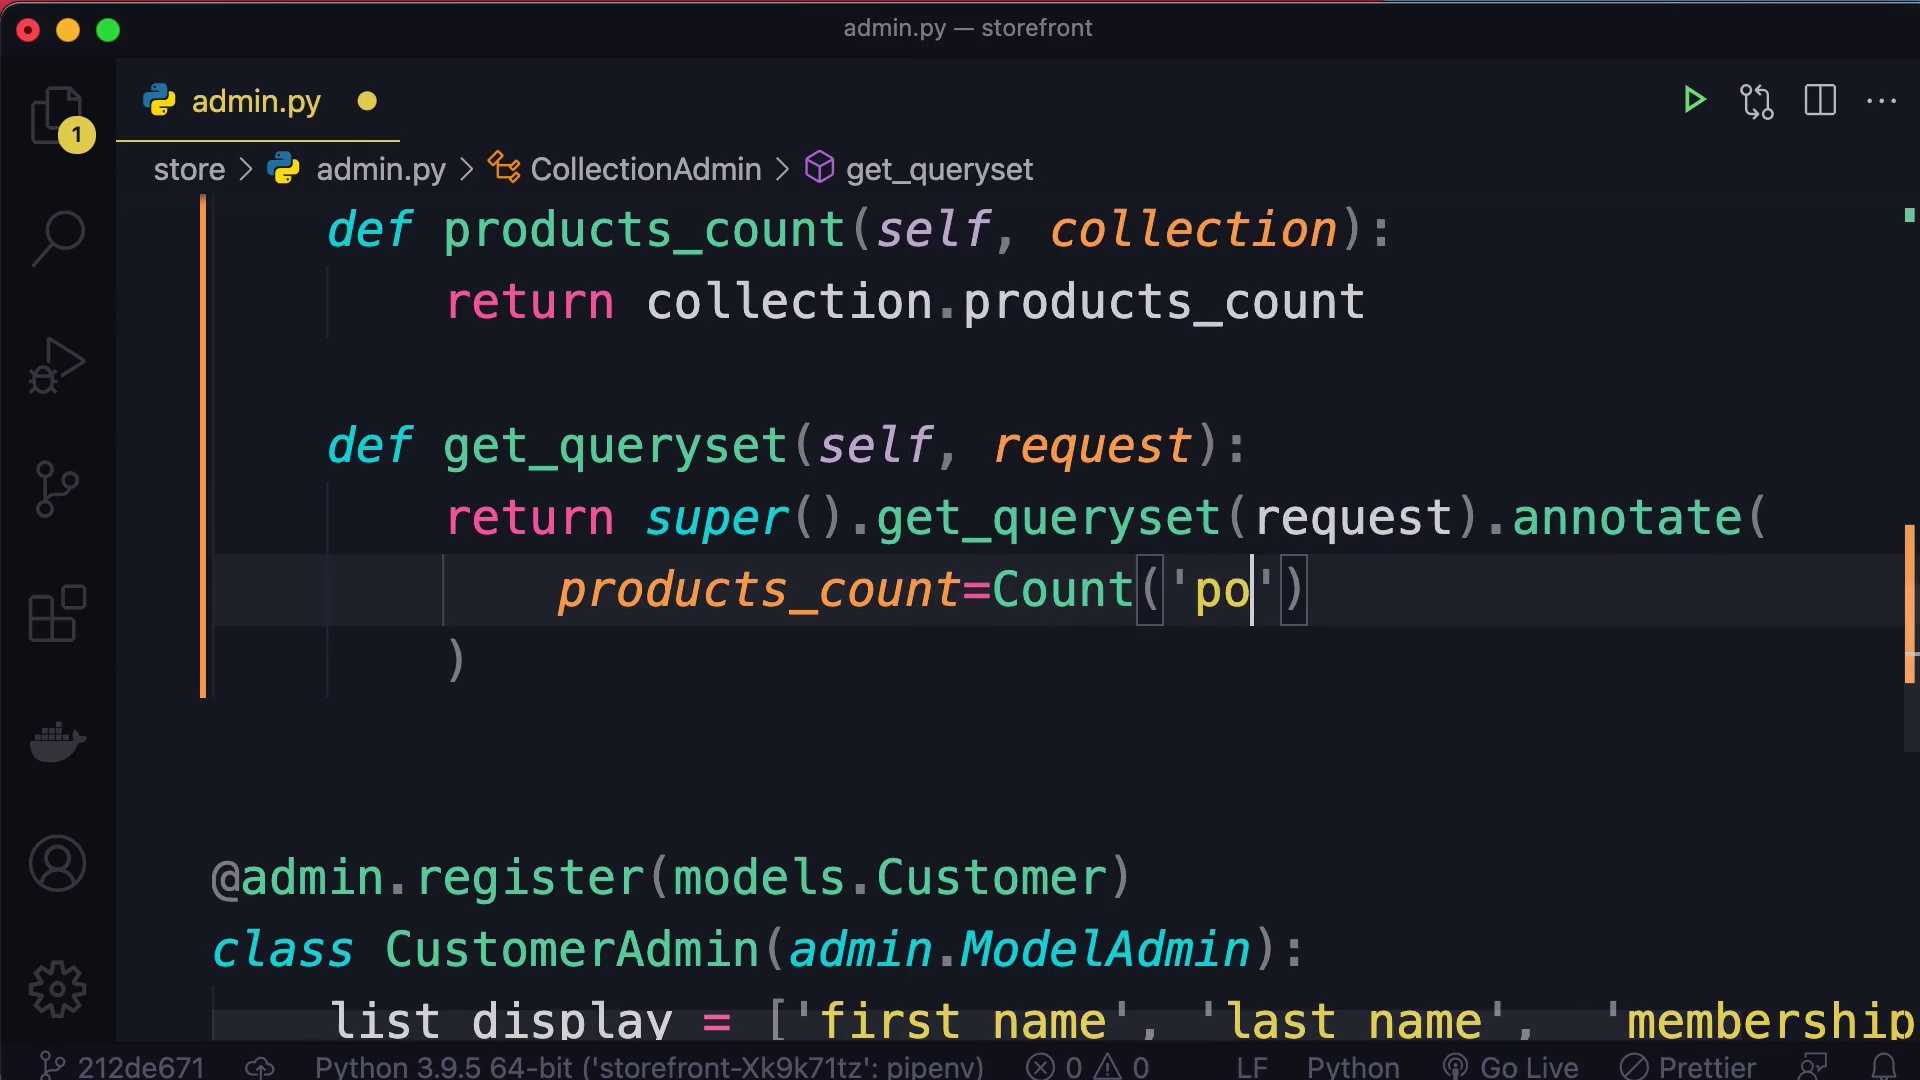 admin.py — storefront
admin.py
1
store > admin.py > CollectionAdmin > get_queryset
def products_count(self, collection):
return collection.products_count
def get_queryset(self, request):
return super().get_queryset(request).annotate(
products_count=Count('po')
)
@admin.register(models.Customer)
class CustomerAdmin(admin.ModelAdmin):
list_display = ['first_name', 'last_name', 'membership
212de671 Python 3.9.5 64-bit ('storefront-Xk9k71tz': pipenv) 0 0 LF Python Go Live Prettier